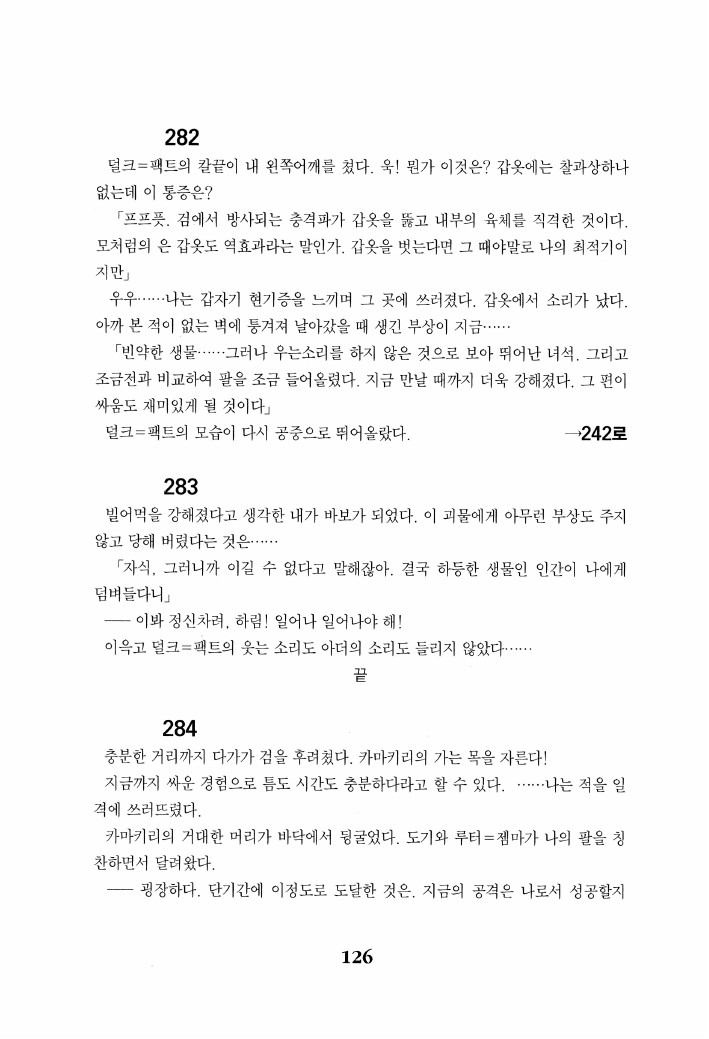 282
덜크=팩트의 칼끝이 내 왼쪽어깨를 쳤다. 욱! 뭔가 이것은? 갑옷에는 찰과상하나
없는데 이 통증은?
「프프픗. 검에서 방사되는 충격파가 갑옷을 뚫고 내부의 육체를 직격한 것이다.
모처럼의 은 갑옷도 역효과라는 말인가. 갑옷을 벗는다면 그 때야말로 나의 최적기이
지만」
우우……나는 갑자기 현기증을 느끼며 그 곳에 쓰러졌다. 갑옷에서 소리가 났다.
아까 본 적이 없는 벽에 퉁겨져 날아갔을 때 생긴 부상이 지금……
「빈약한 생물……그러나 우는소리를 하지 않은 것으로 보아 뛰어난 녀석. 그리고
조금전과 비교하여 팔을 조금 들어올렸다. 지금 만날 때까지 더욱 강해졌다. 그 편이
싸움도 재미있게 될 것이다」
덜크=팩트의 모습이 다시 공중으로 뛰어올랐다. →242로
283
빌어먹을 강해졌다고 생각한 내가 바보가 되었다. 이 괴물에게 아무런 부상도 주지
않고 당해 버렸다는 것은……
「자식, 그러니까 이길 수 없다고 말해잖아. 결국 하등한 생물인 인간이 나에게
덤벼들다니」
── 이봐 정신차려, 하림! 일어나 일어나야 해!
이윽고 덜크=팩트의 웃는 소리도 아더의 소리도 들리지 않았다……
끝
284
충분한 거리까지 다가가 검을 후려쳤다. 카마키리의 가는 목을 자른다!
지금까지 싸운 경험으로 틈도 시간도 충분하다라고 할 수 있다. ……나는 적을 일
격에 쓰러뜨렸다.
카마키리의 거대한 머리가 바닥에서 뒹굴었다. 도기와 루터=젬마가 나의 팔을 칭
찬하면서 달려왔다.
── 굉장하다. 단기간에 이정도로 도달한 것은. 지금의 공격은 나로서 성공할지
126